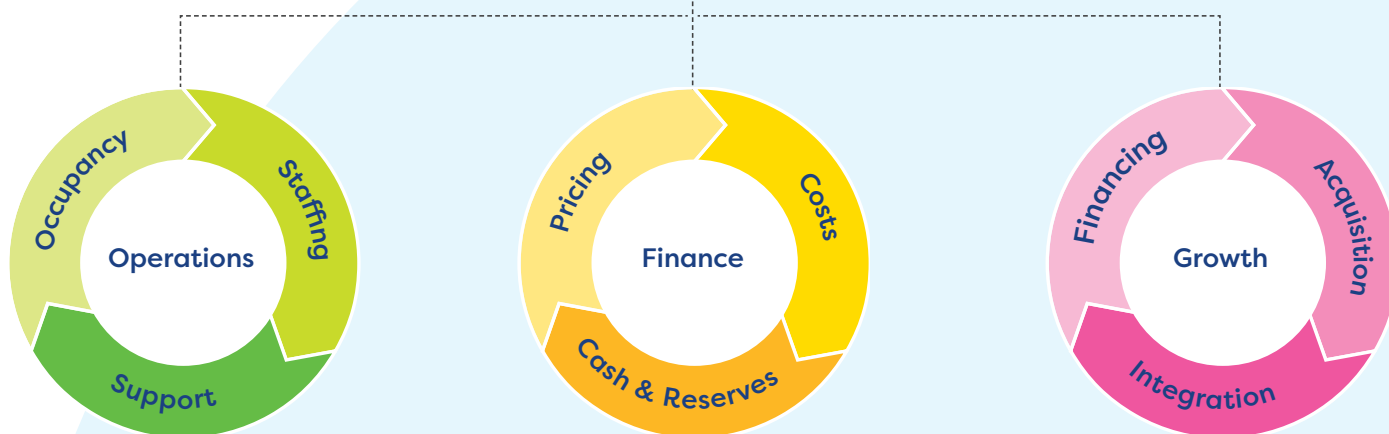 Occupancy
Staffing
Operations
Support
Pricing
Costs
Finance
Cash & Reserves
Financing
Acquisition
Growth
Integration